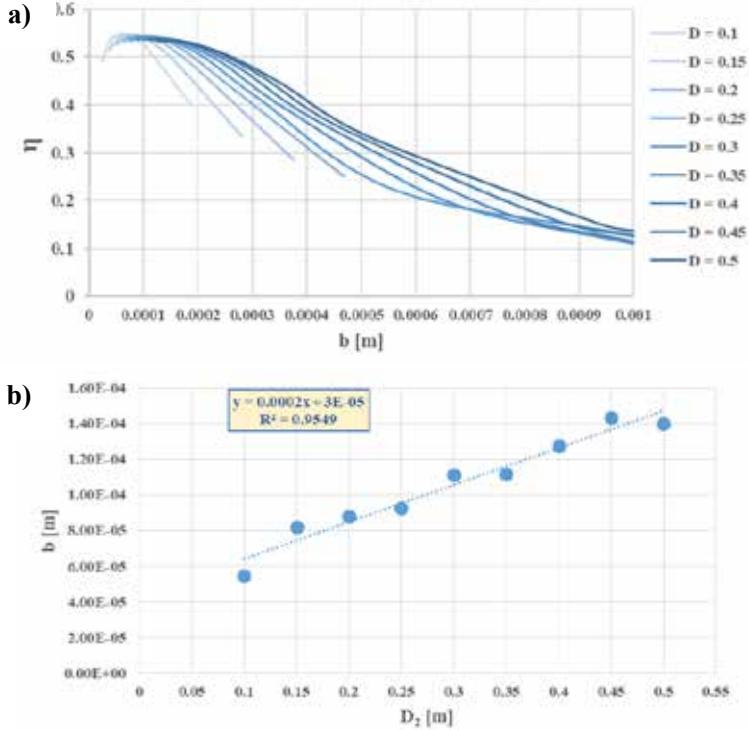 a)
0.6
0.5
0.4
0.3
0.2
0.1
0
η
0 0.0001 0.0002 0.0003 0.0004 0.0005 0.0006 0.0007 0.0008 0.0009 0.001
b [m]
D = 0.1
D = 0.15
D = 0.2
D = 0.25
D = 0.3
D = 0.35
D = 0.4
D = 0.45
D = 0.5
b)
1.60E-04
1.40E-04
1.20E-04
1.00E-04
8.00E-05
6.00E-05
4.00E-05
2.00E-05
0.00E+00
b [m]
y = 0.0002x + 3E-05
R² = 0.9549
0 0.05 0.1 0.15 0.2 0.25 0.3 0.35 0.4 0.45 0.5 0.55
D₂ [m]